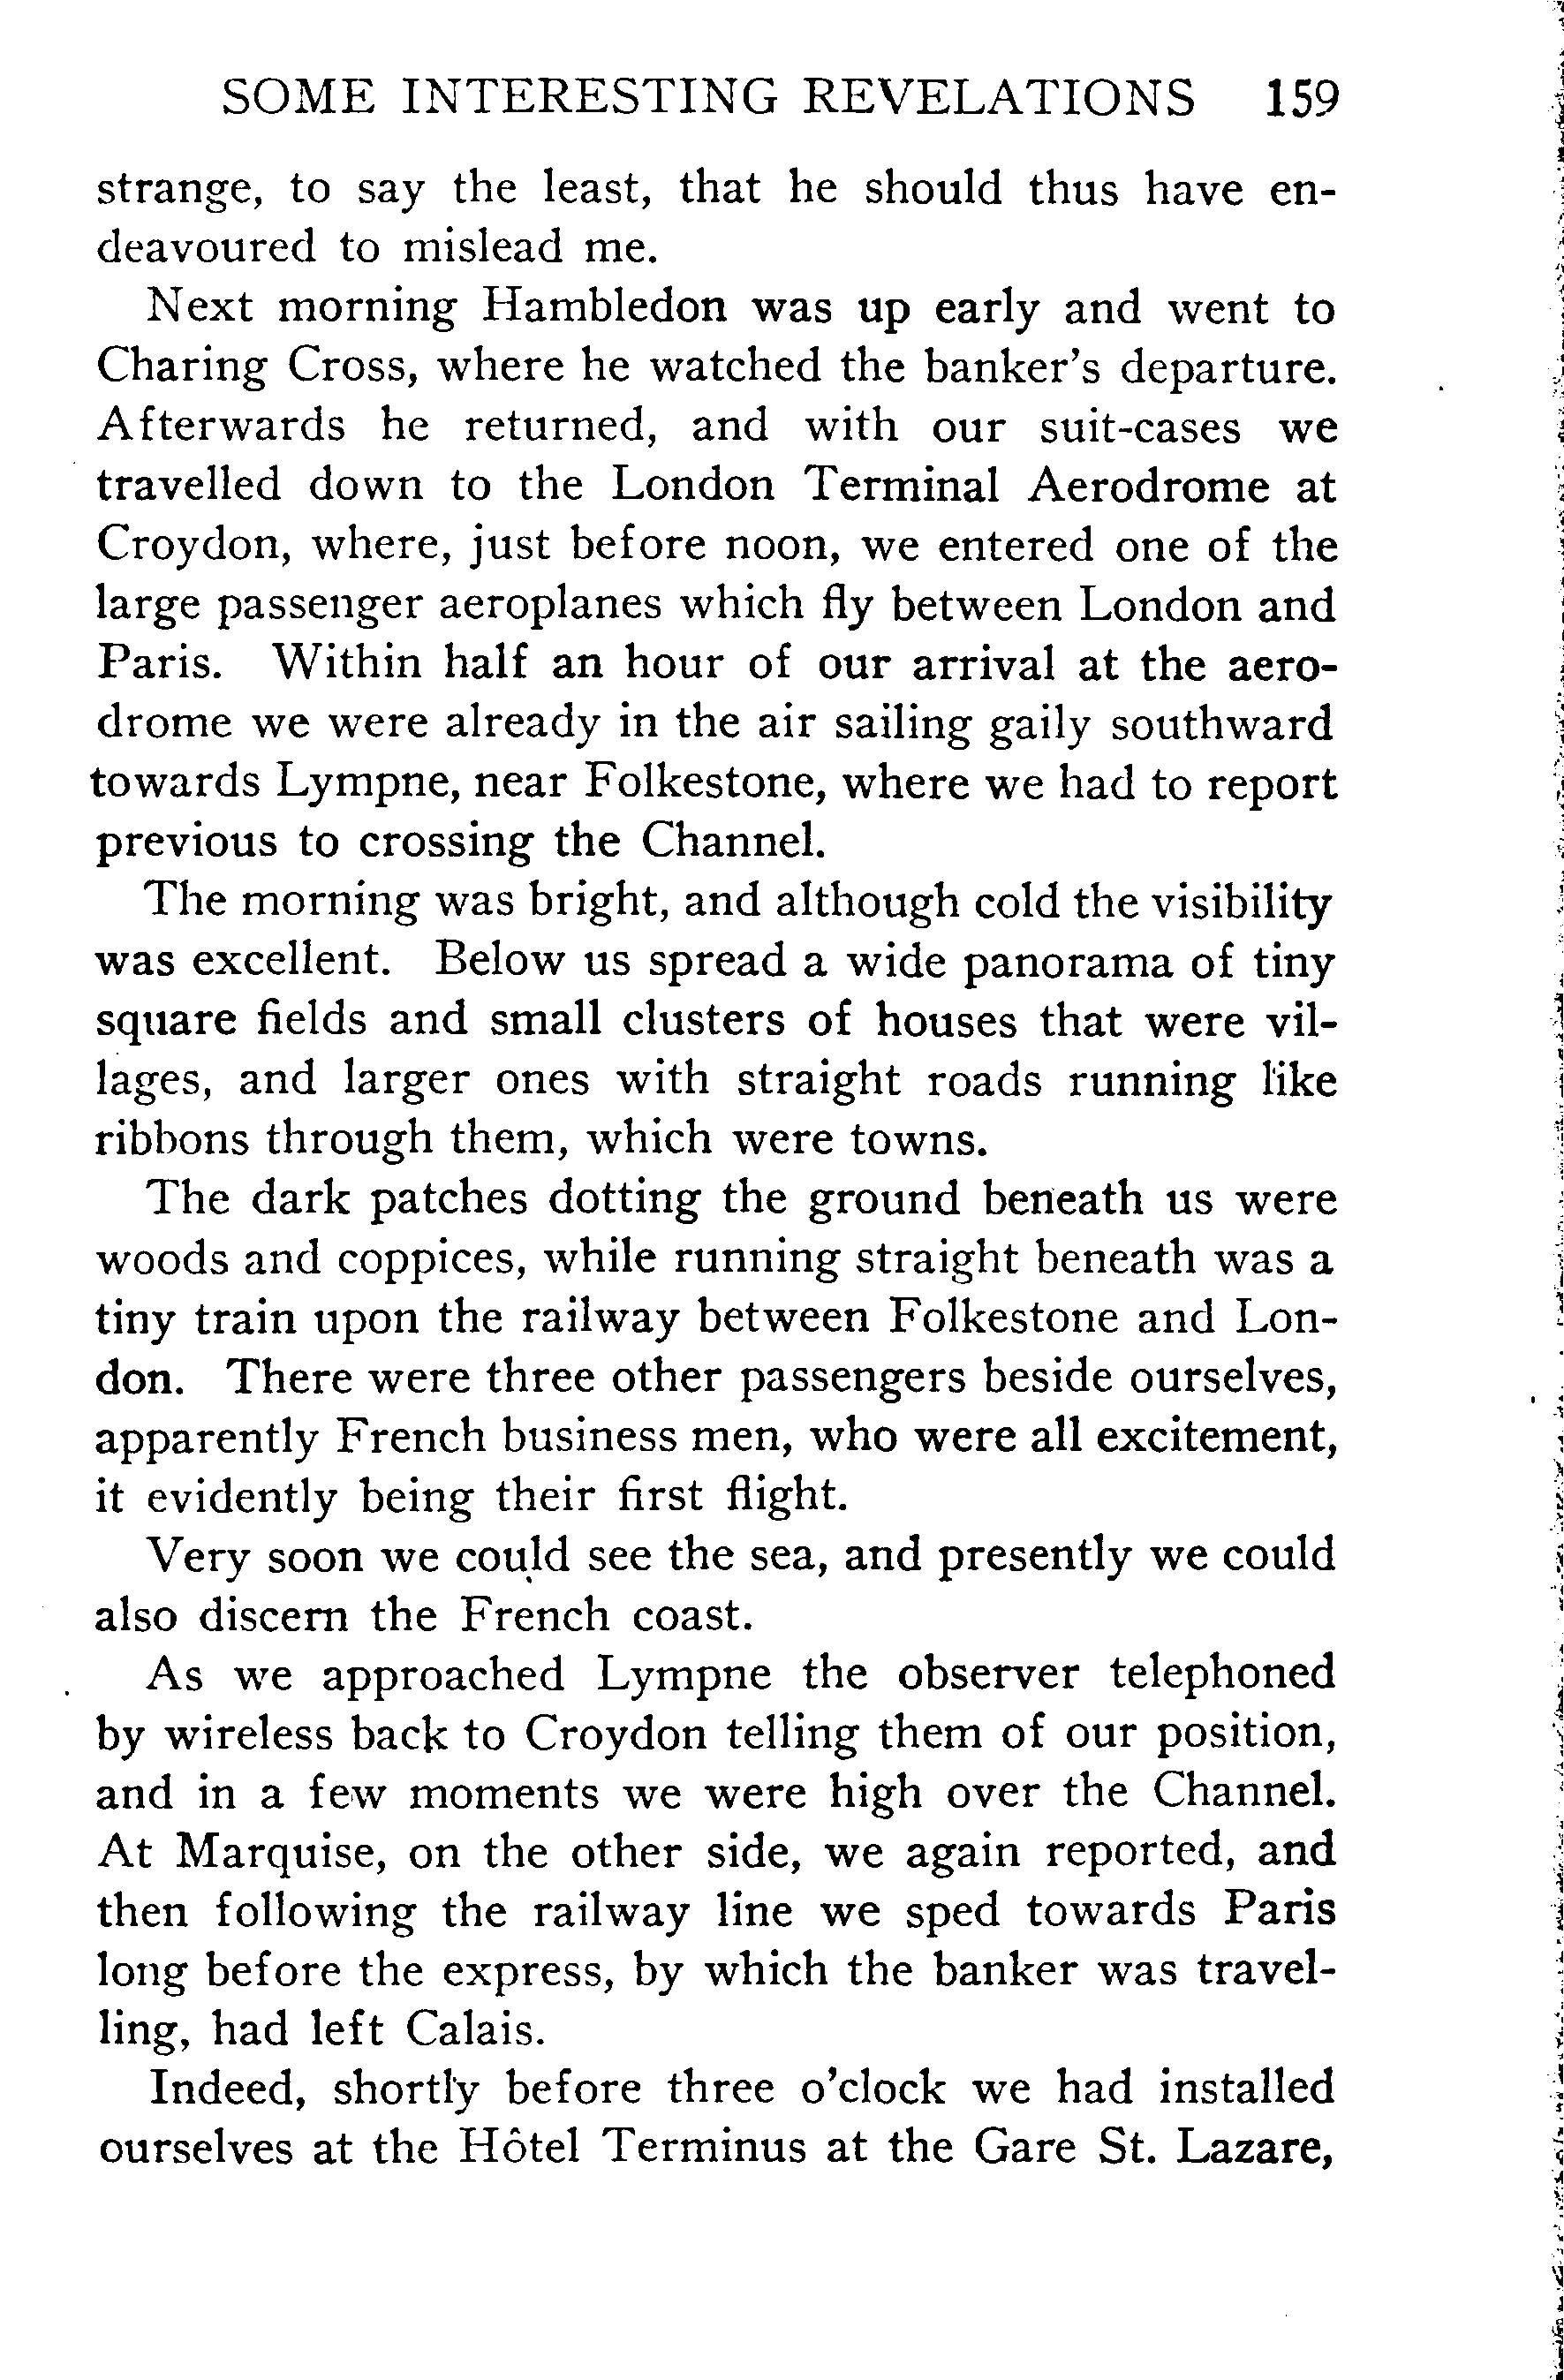 SOME INTERESTING REVELATIONS 159
strange, to say the least, that he should thus have en-
deavoured to mislead me.
Next morning Hambledon was up early and went to
Charing Cross, where he watched the banker's departure.
Afterwards he returned, and with our suit-cases we
travelled down to the London Terminal Aerodrome at
Croydon, where, just before noon, we entered one of the
large passenger aeroplanes which fly between London and
Paris. Within half an hour of our arrival at the aero-
drome we were already in the air sailing gaily southward
towards Lympne, near Folkestone, where we had to report
previous to crossing the Channel.
The morning was bright, and although cold the visibility
was excellent. Below us spread a wide panorama of tiny
square fields and small clusters of houses that were vil-
lages, and larger ones with straight roads running like
ribbons through them, which were towns.
The dark patches dotting the ground beneath us were
woods and coppices, while running straight beneath was a
tiny train upon the railway between Folkestone and Lon-
don. There were three other passengers beside ourselves,
apparently French business men, who were all excitement,
it evidently being their first flight.
Very soon we could see the sea, and presently we could
also discern the French coast.
As we approached Lympne the observer telephoned
by wireless back to Croydon telling them of our position,
and in a few moments we were high over the Channel.
At Marquise, on the other side, we again reported, and
then following the railway line we sped towards Paris
long before the express, by which the banker was travel-
ling, had left Calais.
Indeed, shortly before three o'clock we had installed
ourselves at the Hôtel Terminus at the Gare St. Lazare,